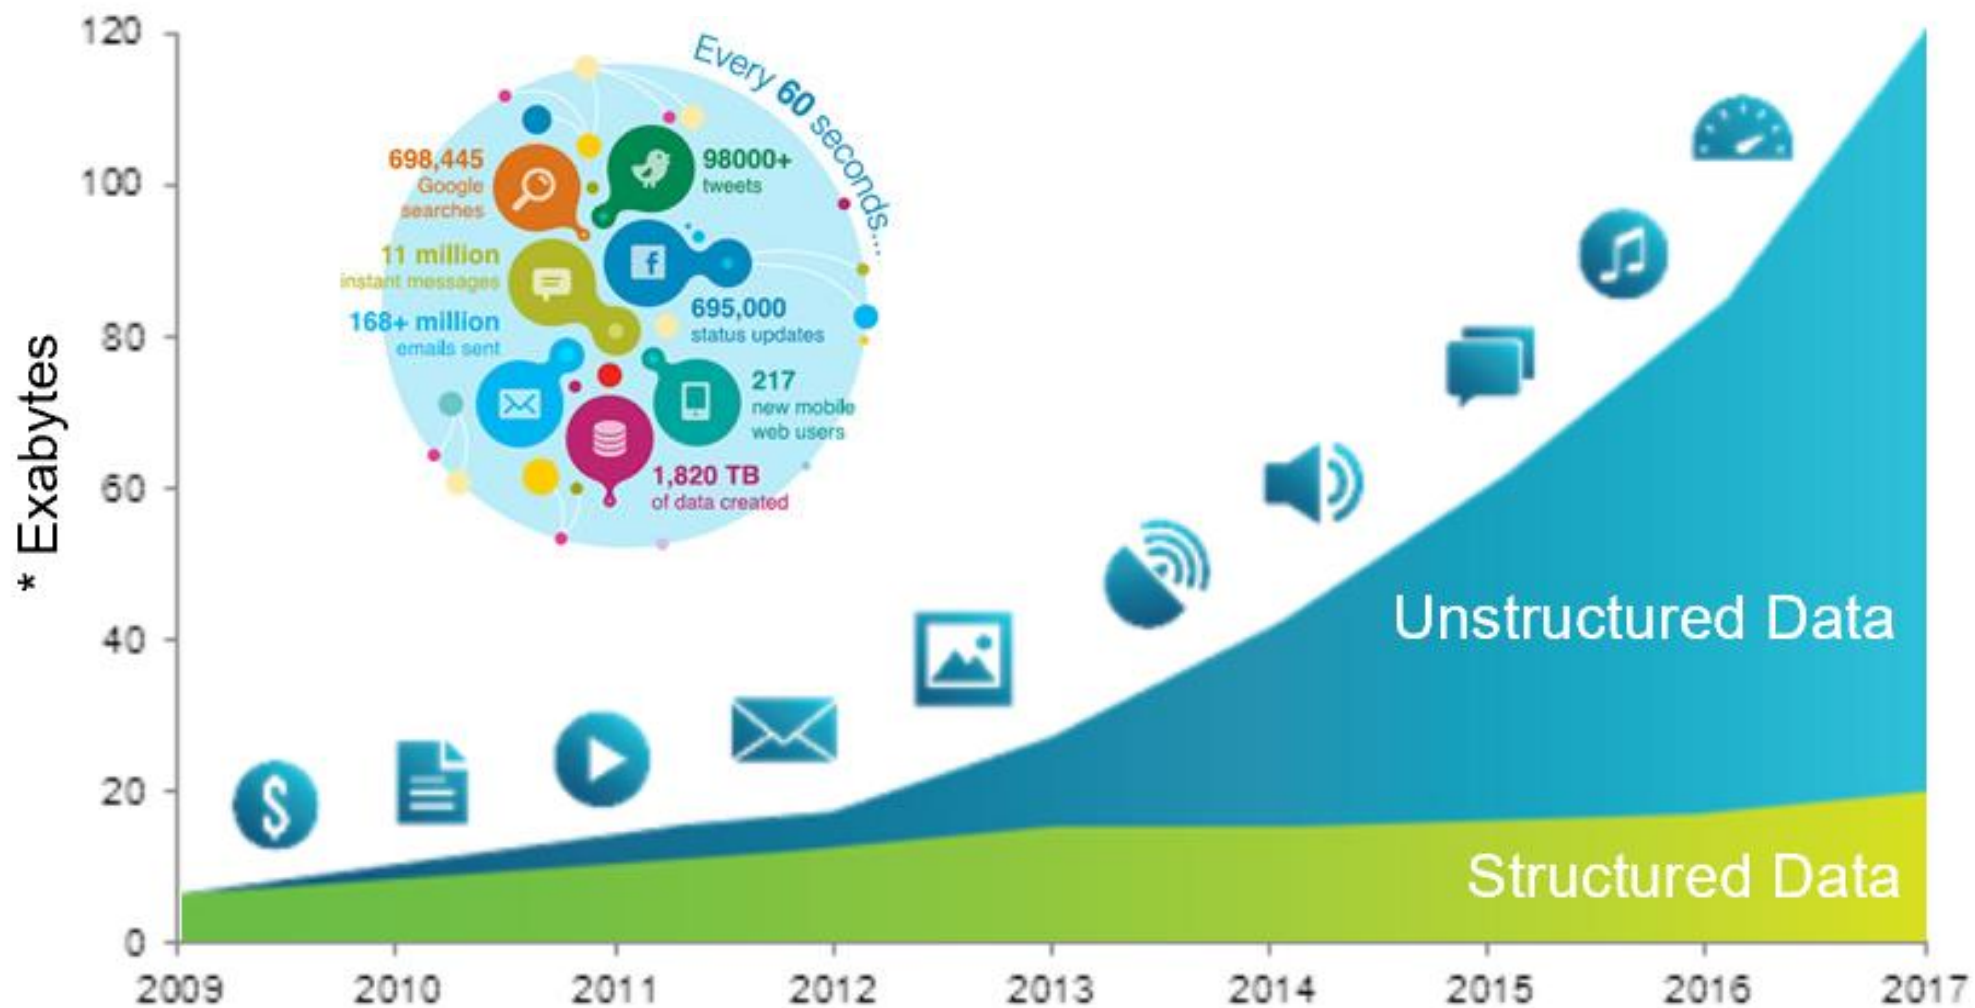 120
100
80
60
40
20
0
* Exabytes
Every 60 seconds...
698,445
Google
searches
98000+
tweets
11 million
instant messages
695,000
status updates
168+ million
emails sent
217
new mobile
web users
1,820 TB
of data created
Unstructured Data
Structured Data
2009 2010 2011 2012 2013 2014 2015 2016 2017